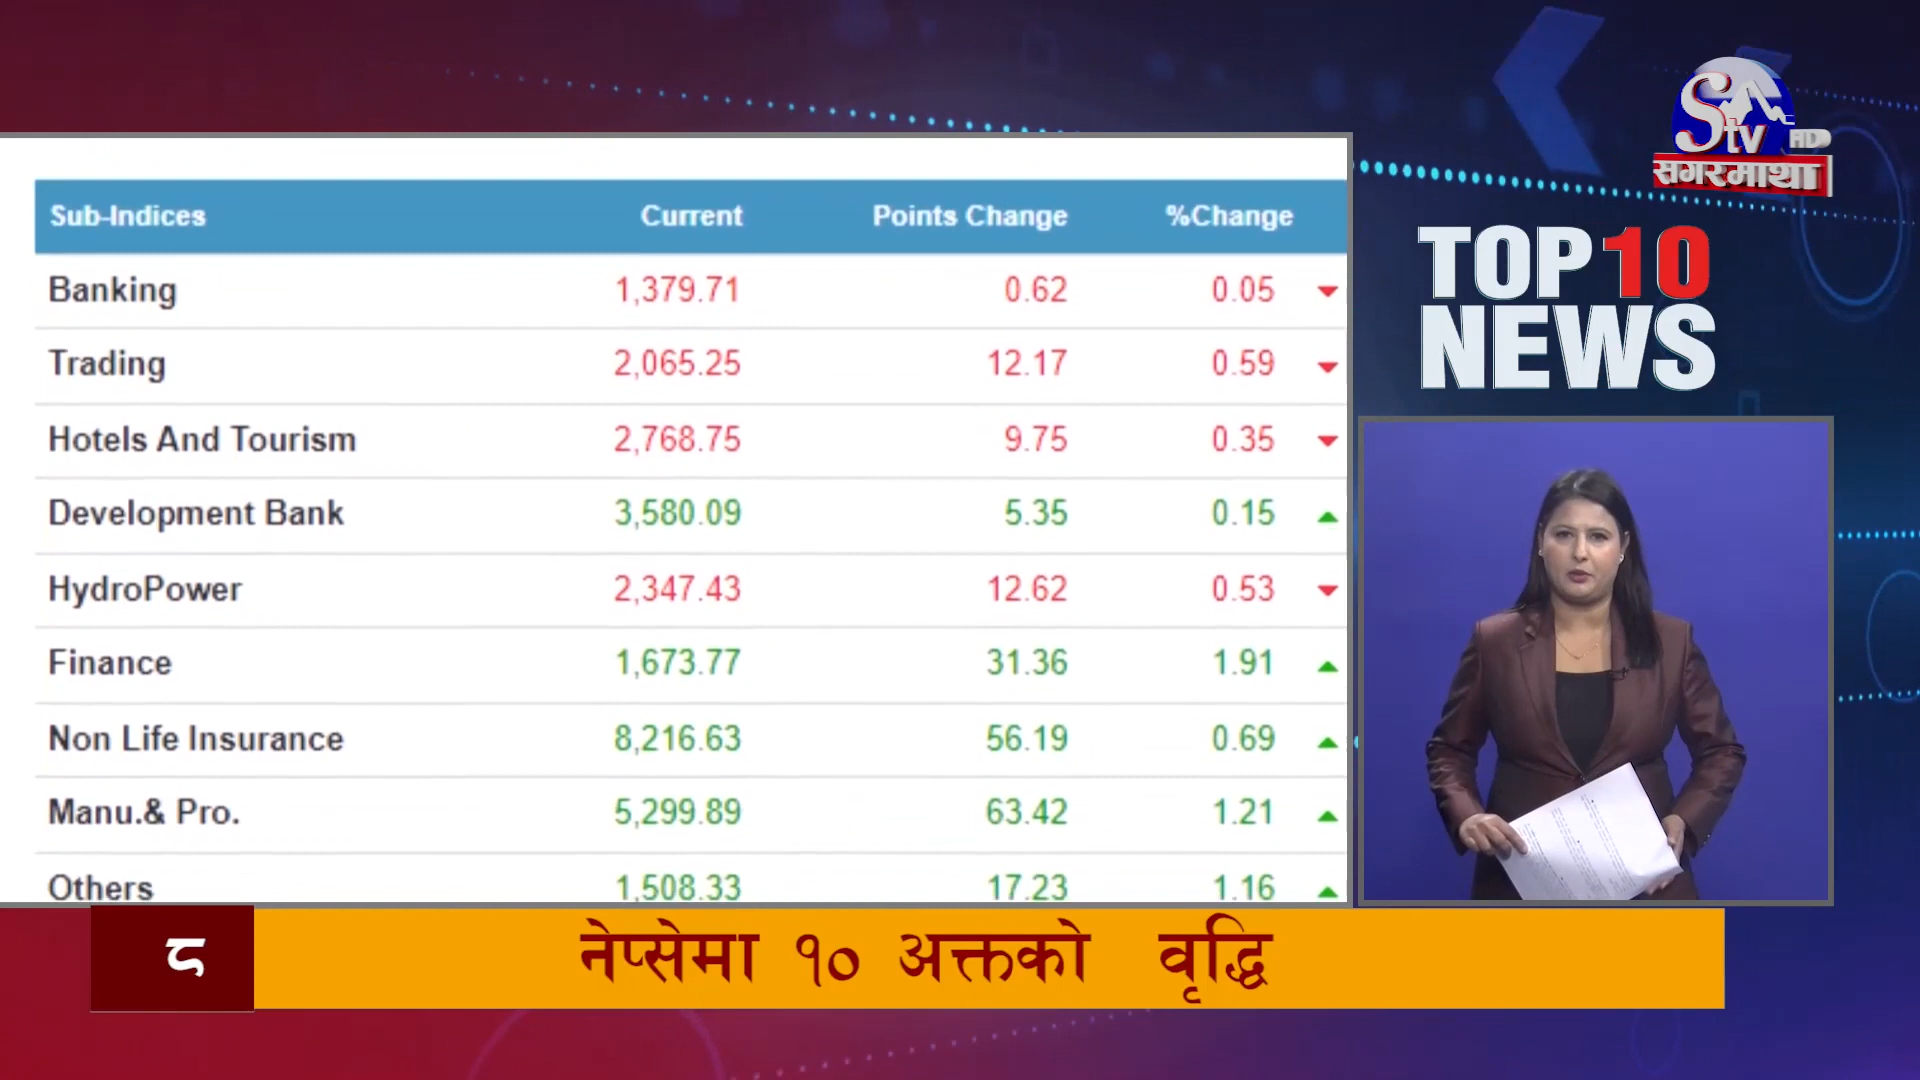 Sub-Indices Current Points Change %Change
Banking 1,379.71 0.62 0.05
Trading 2,065.25 12.17 0.59
Hotels And Tourism 2,768.75 9.75 0.35
Development Bank 3,580.09 5.35 0.15
HydroPower 2,347.43 12.62 0.53
Finance 1,673.77 31.36 1.91
Non Life Insurance 8,216.63 56.19 0.69
Manu.& Pro. 5,299.89 63.42 1.21
Others 1,508.33 17.23 1.16
Stv HD
सगरमाथा
TOP 10
NEWS
८ नेप्सेमा १० अक्तको वृद्धि